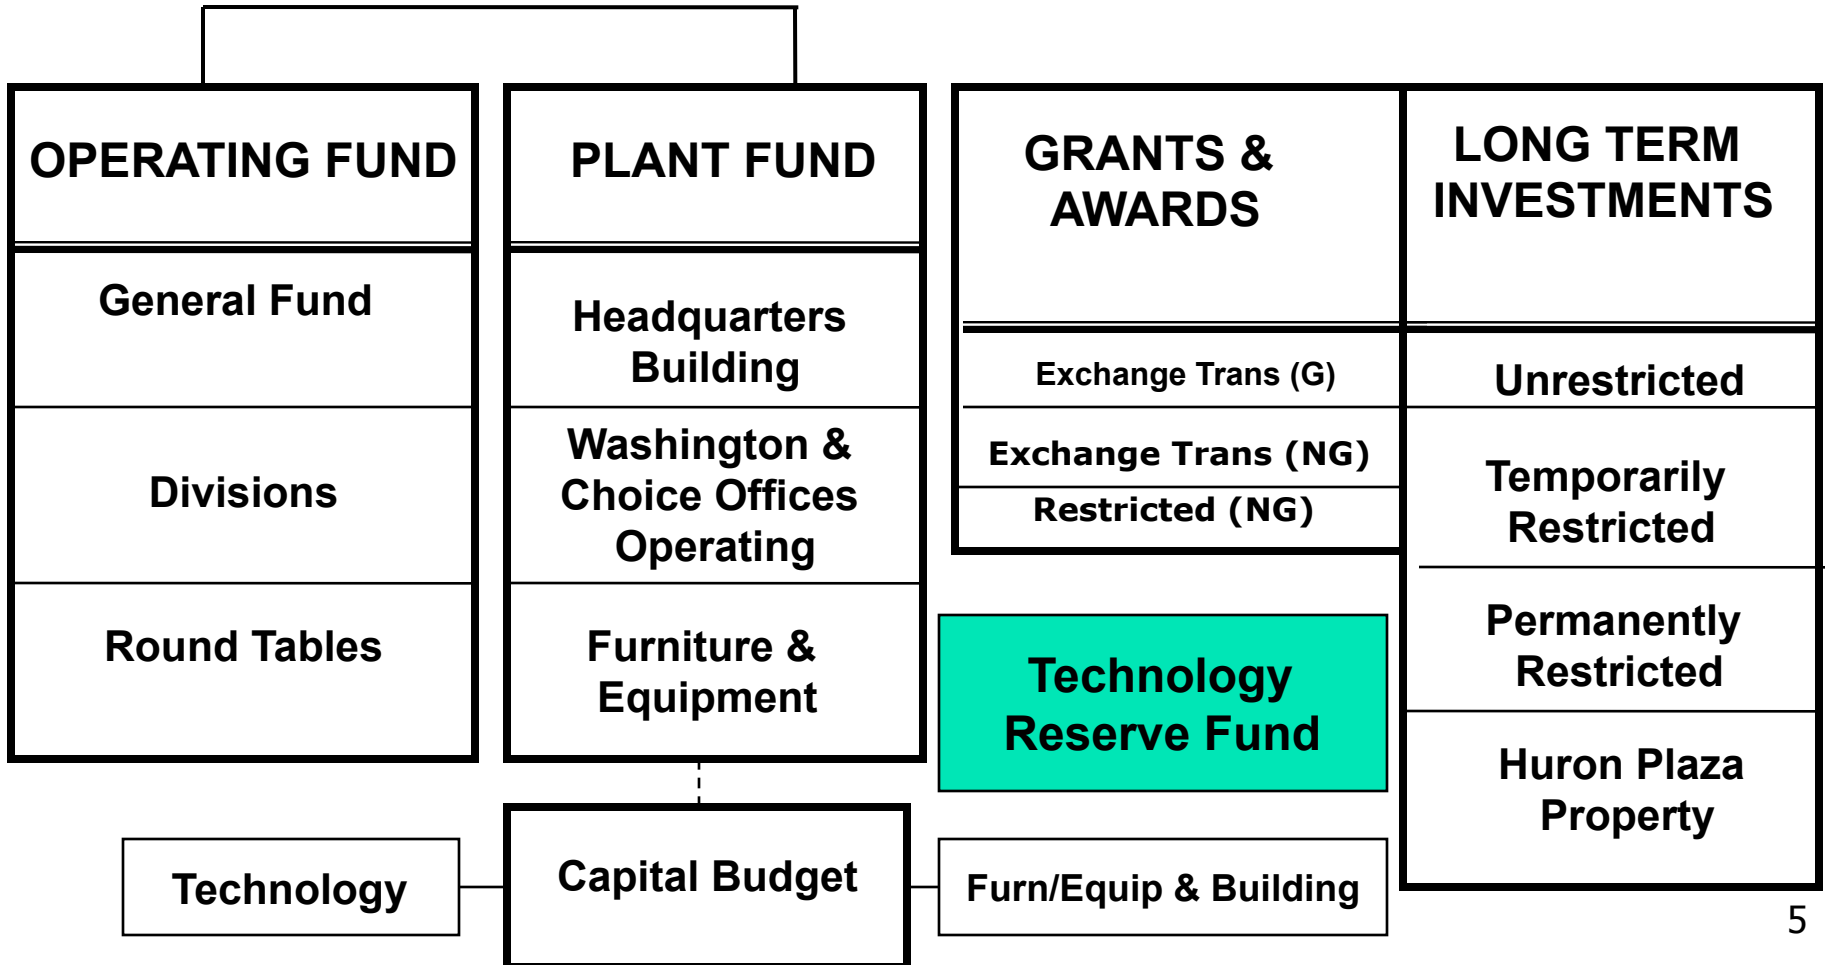 OPERATING FUND
General Fund
Divisions
Round Tables
PLANT FUND
Headquarters
Building
Washington &
Choice Offices
Operating
Furniture &
Equipment
GRANTS &
AWARDS
Exchange Trans (G)
Exchange Trans (NG)
Restricted (NG)
LONG TERM
INVESTMENTS
Unrestricted
Temporarily
Restricted
Permanently
Restricted
Huron Plaza
Property
Technology
Reserve Fund
Technology
Capital Budget
Furn/Equip & Building
5